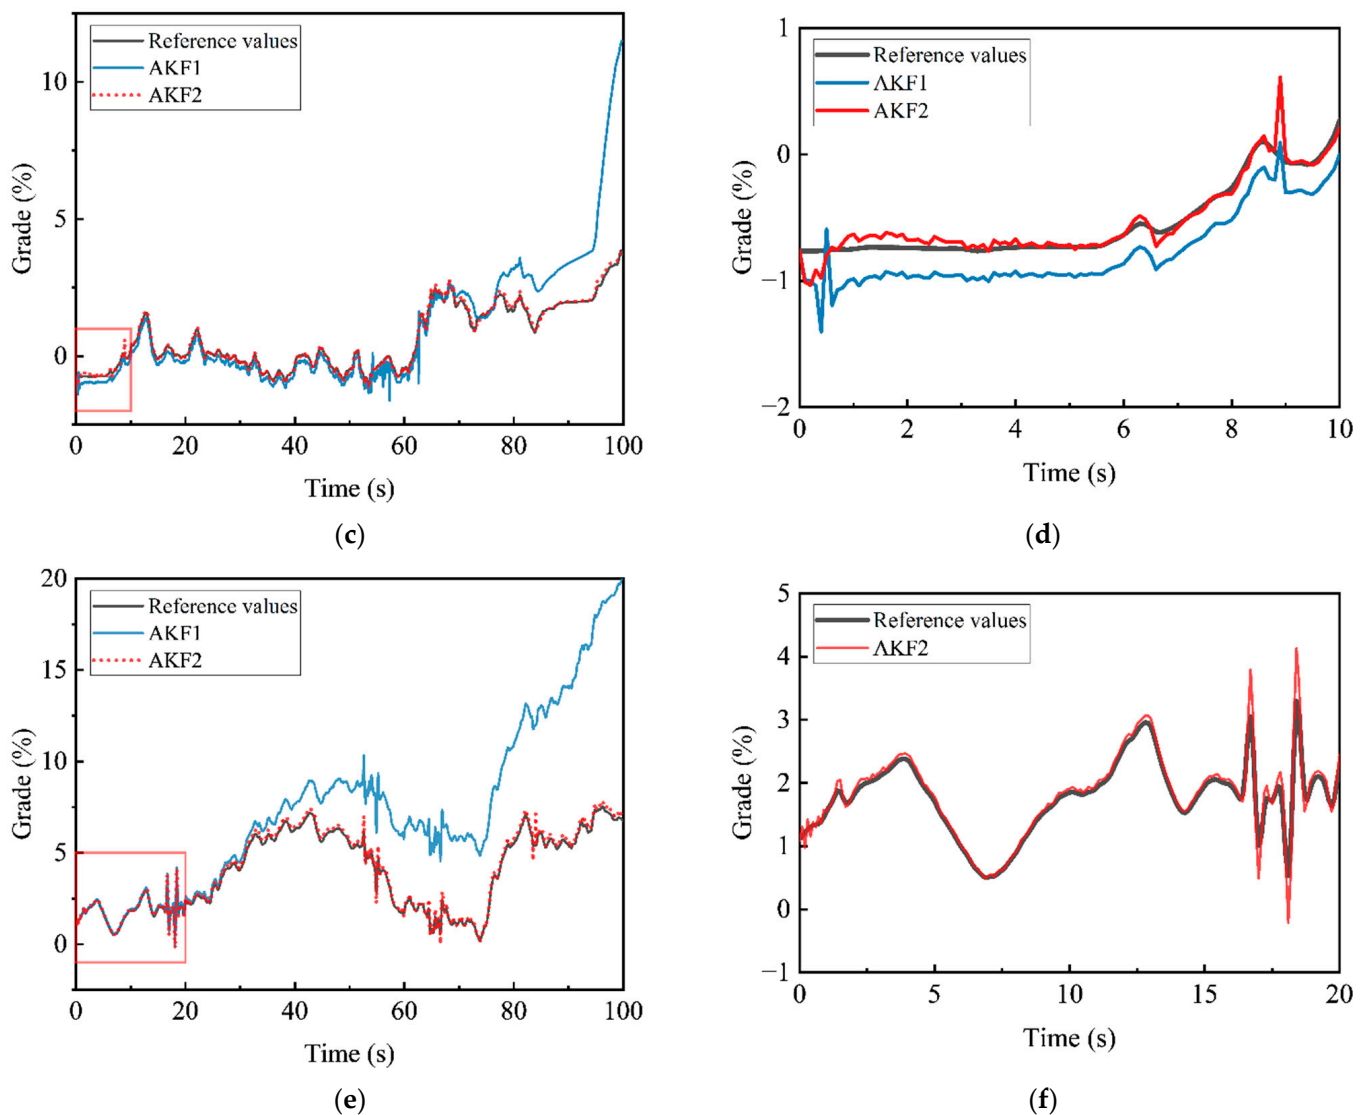 Reference values
AKF1
AKF2
10
5
0
Grade (%)
0
20
40
60
80
100
Time (s)
(c)
Reference values
ΛKF1
AKF2
1
0
−1
−2
Grade (%)
0
2
4
6
8
10
Time (s)
(d)
Reference values
AKF1
AKF2
20
15
10
5
0
Grade (%)
0
20
40
60
80
100
Time (s)
(e)
Reference values
ΛKF2
5
4
3
2
1
0
−1
Grade (%)
0
5
10
15
20
Time (s)
(f)